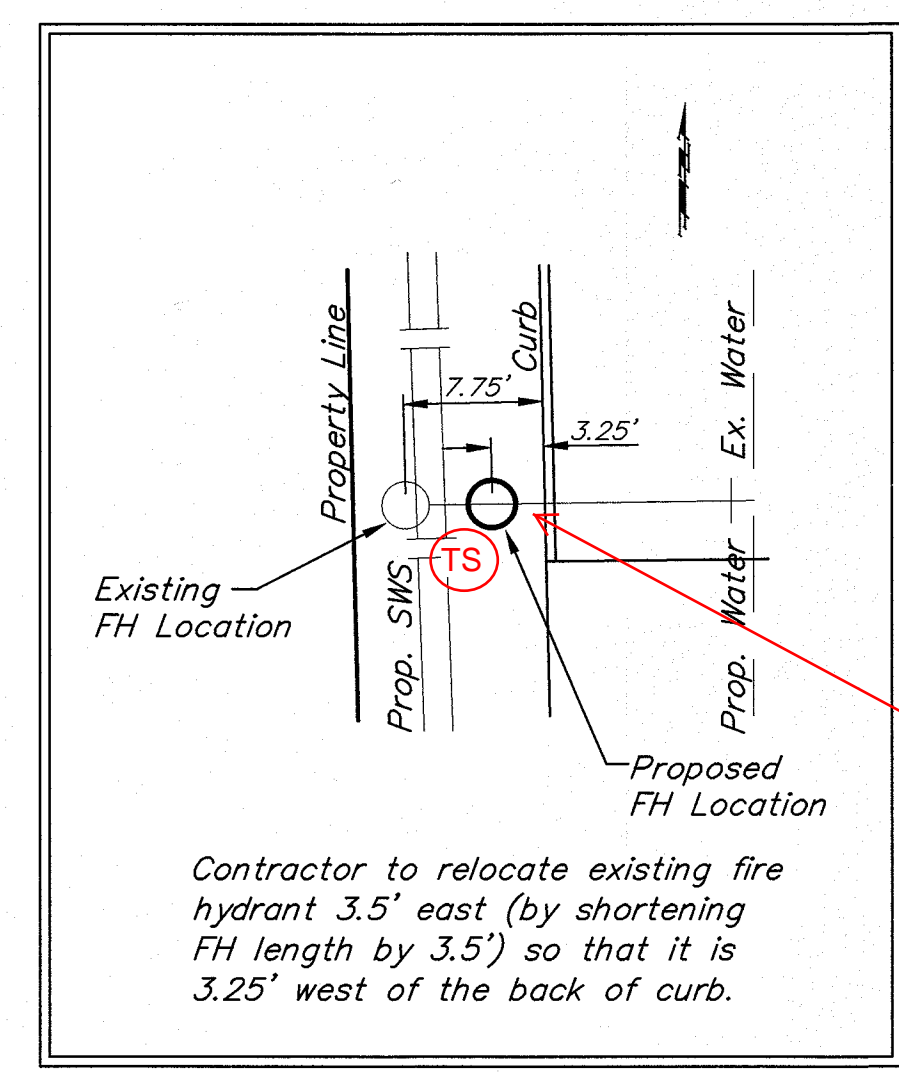 Property Line
Curb
Ex. Water
7.75'
3.25'
TS
Existing
FH Location
Prop. SWS
Prop. Water
Proposed
FH Location
Contractor to relocate existing fire
hydrant 3.5' east (by shortening
FH length by 3.5') so that it is
3.25' west of the back of curb.